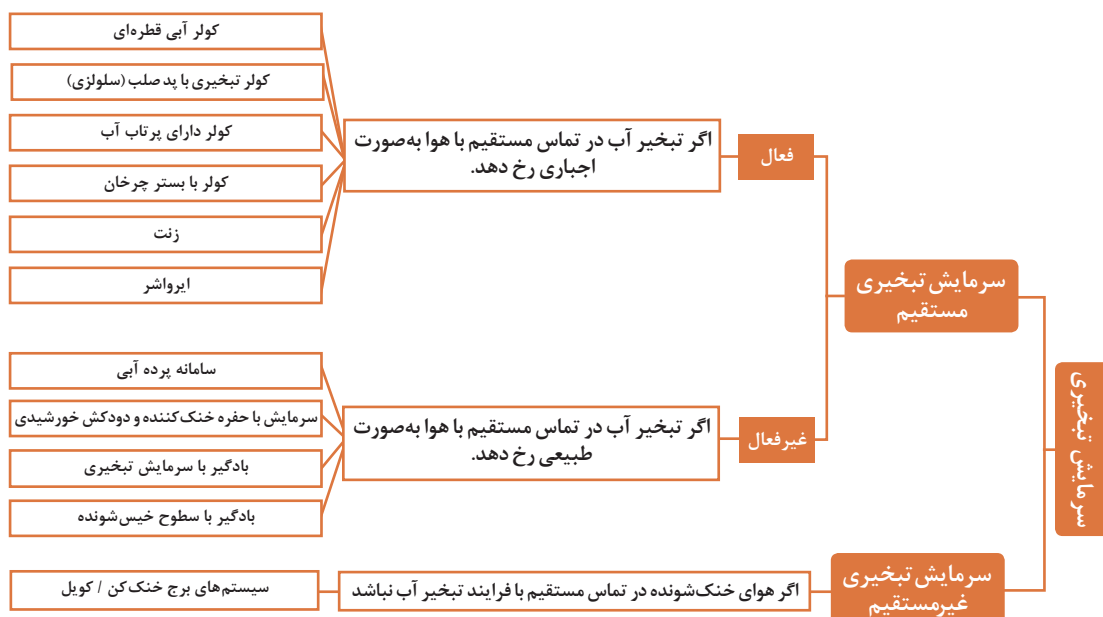 سرمایش تبخیری
سرمایش تبخیری
مستقیم
فعال
اگر تبخیر آب در تماس مستقیم با هوا به‌صورت
اجباری رخ دهد.
کولر آبی قطره‌ای
کولر تبخیری با پد صلب (سلولزی)
کولر دارای پرتاب آب
کولر با بستر چرخان
زنت
ایرواشر
غیرفعال
اگر تبخیر آب در تماس مستقیم با هوا به‌صورت
طبیعی رخ دهد.
سامانه پرده آبی
سرمایش با حفره خنک‌کننده و دودکش خورشیدی
بادگیر با سرمایش تبخیری
بادگیر با سطوح خیس‌شونده
سرمایش تبخیری
غیرمستقیم
اگر هوای خنک‌شونده در تماس مستقیم با فرایند تبخیر آب نباشد
سیستم‌های برج خنک‌کن / کویل